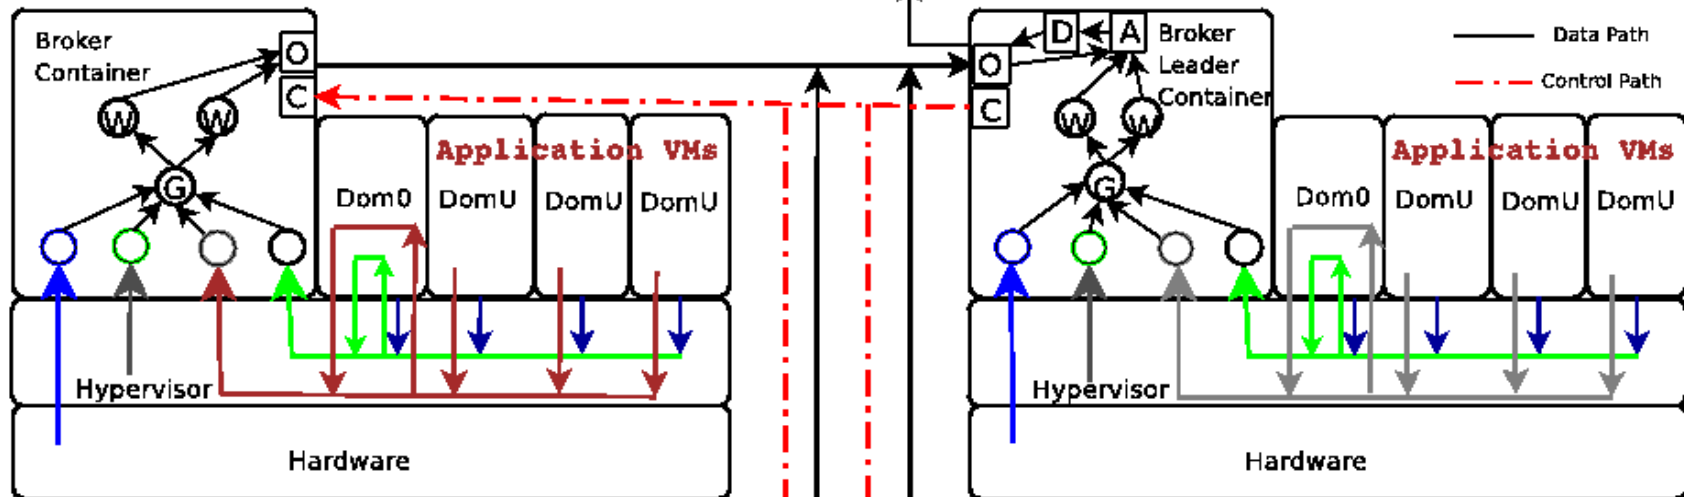 Broker
Container
O
C
W
W
G
Application VMs
Dom0
DomU
DomU
DomU
Hypervisor
Hardware
D
A
O
C
Broker
Leader
Container
W
W
G
Application VMs
Dom0
DomU
DomU
DomU
Hypervisor
Hardware
Data Path
Control Path